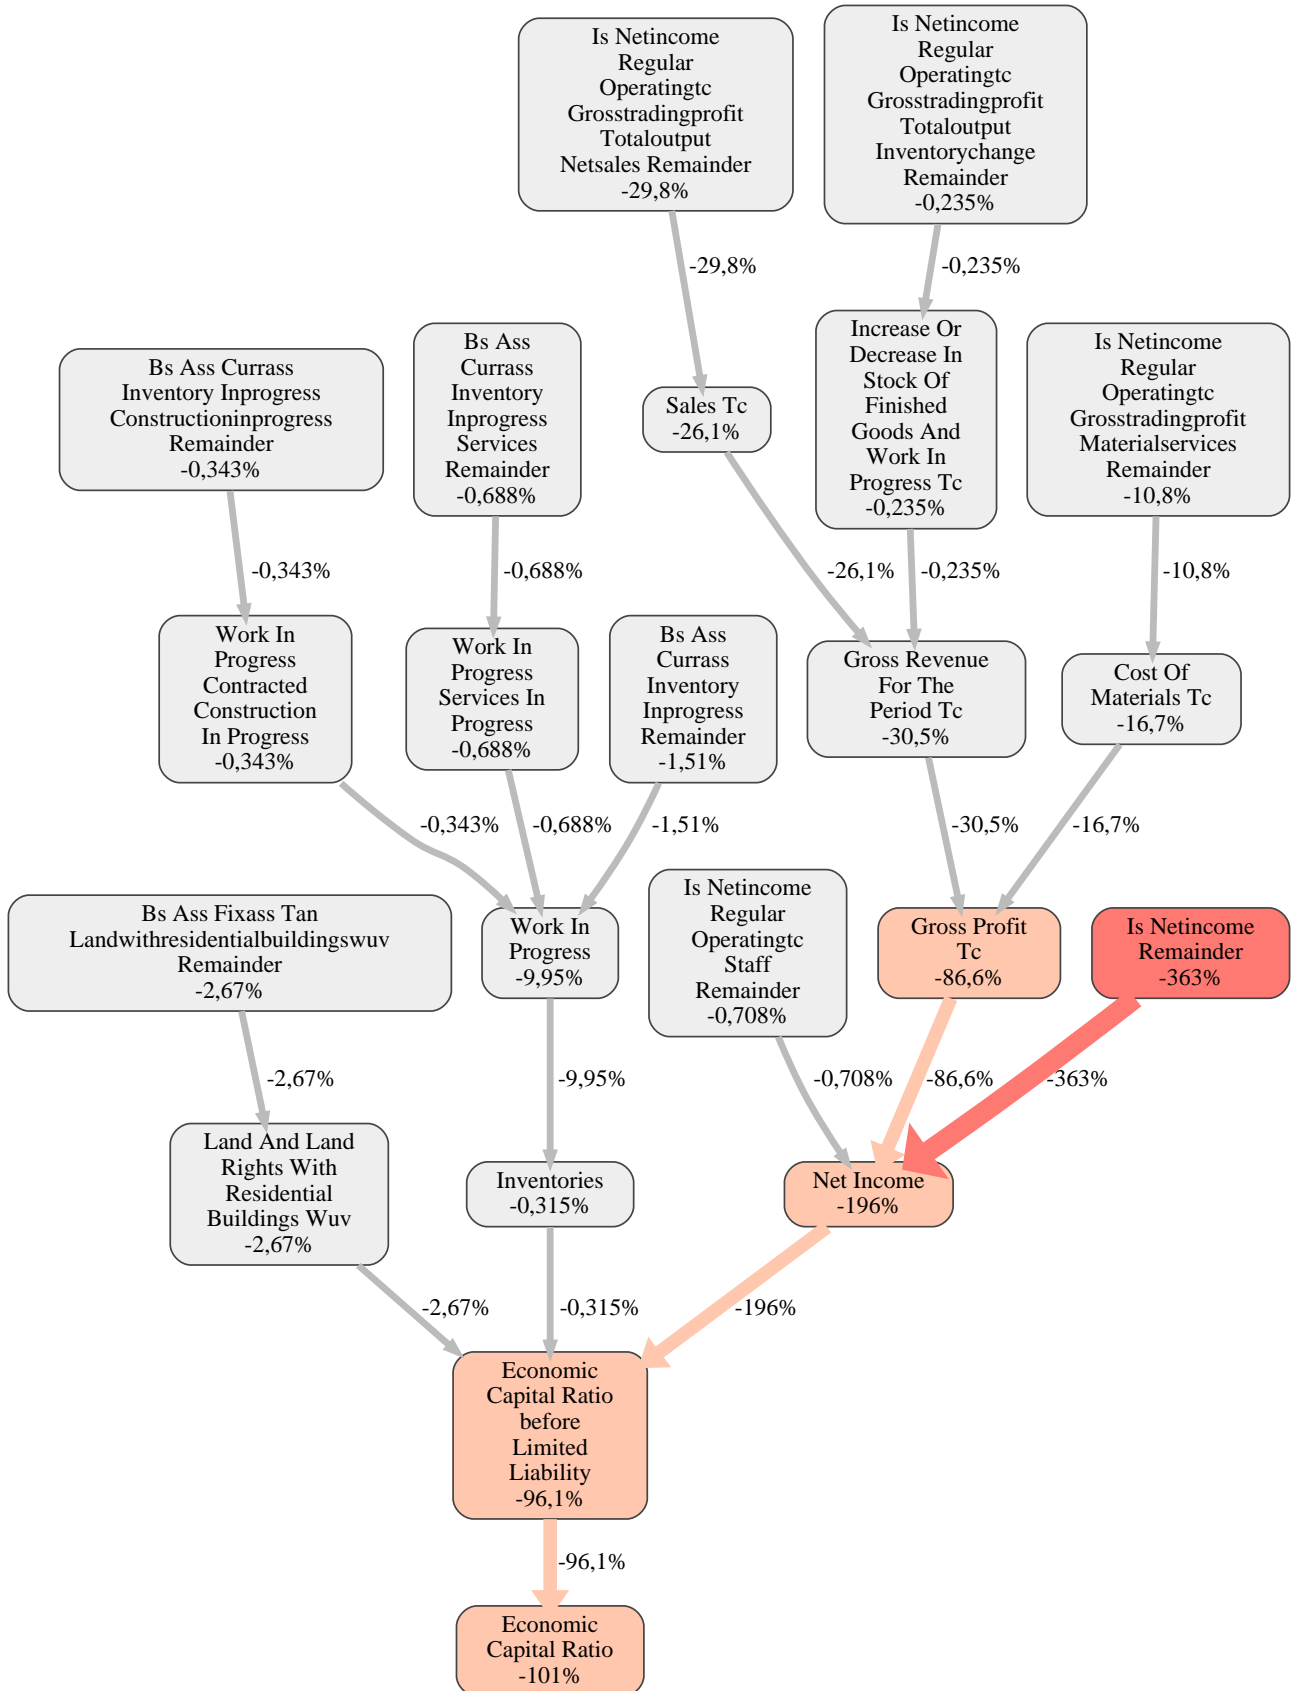 Is Netincome
Regular
Operatingtc
Grosstradingprofit
Totaloutput
Netsales Remainder
-29,8%
Is Netincome
Regular
Operatingtc
Grosstradingprofit
Totaloutput
Inventorychange
Remainder
-0,235%
-29,8%
-0,235%
Bs Ass Currass
Inventory Inprogress
Constructioninprogress
Remainder
-0,343%
Bs Ass
Currass
Inventory
Inprogress
Services
Remainder
-0,688%
Sales Tc
-26,1%
Increase Or
Decrease In
Stock Of
Finished
Goods And
Work In
Progress Tc
-0,235%
Is Netincome
Regular
Operatingtc
Grosstradingprofit
Materialservices
Remainder
-10,8%
-0,343%
-0,688%
-26,1%
-0,235%
-10,8%
Work In
Progress
Contracted
Construction
In Progress
-0,343%
Work In
Progress
Services In
Progress
-0,688%
Bs Ass
Currass
Inventory
Inprogress
Remainder
-1,51%
Gross Revenue
For The
Period Tc
-30,5%
Cost Of
Materials Tc
-16,7%
-0,343%
-0,688%
-1,51%
-30,5%
-16,7%
Bs Ass Fixass Tan
Landwithresidentialbuildingswuv
Remainder
-2,67%
Work In
Progress
-9,95%
Is Netincome
Regular
Operatingtc
Staff
Remainder
-0,708%
Gross Profit
Tc
-86,6%
Is Netincome
Remainder
-363%
-2,67%
-9,95%
-0,708%
-86,6%
-363%
Land And Land
Rights With
Residential
Buildings Wuv
-2,67%
Inventories
-0,315%
Net Income
-196%
-2,67%
-0,315%
-196%
Economic
Capital Ratio
before
Limited
Liability
-96,1%
-96,1%
Economic
Capital Ratio
-101%